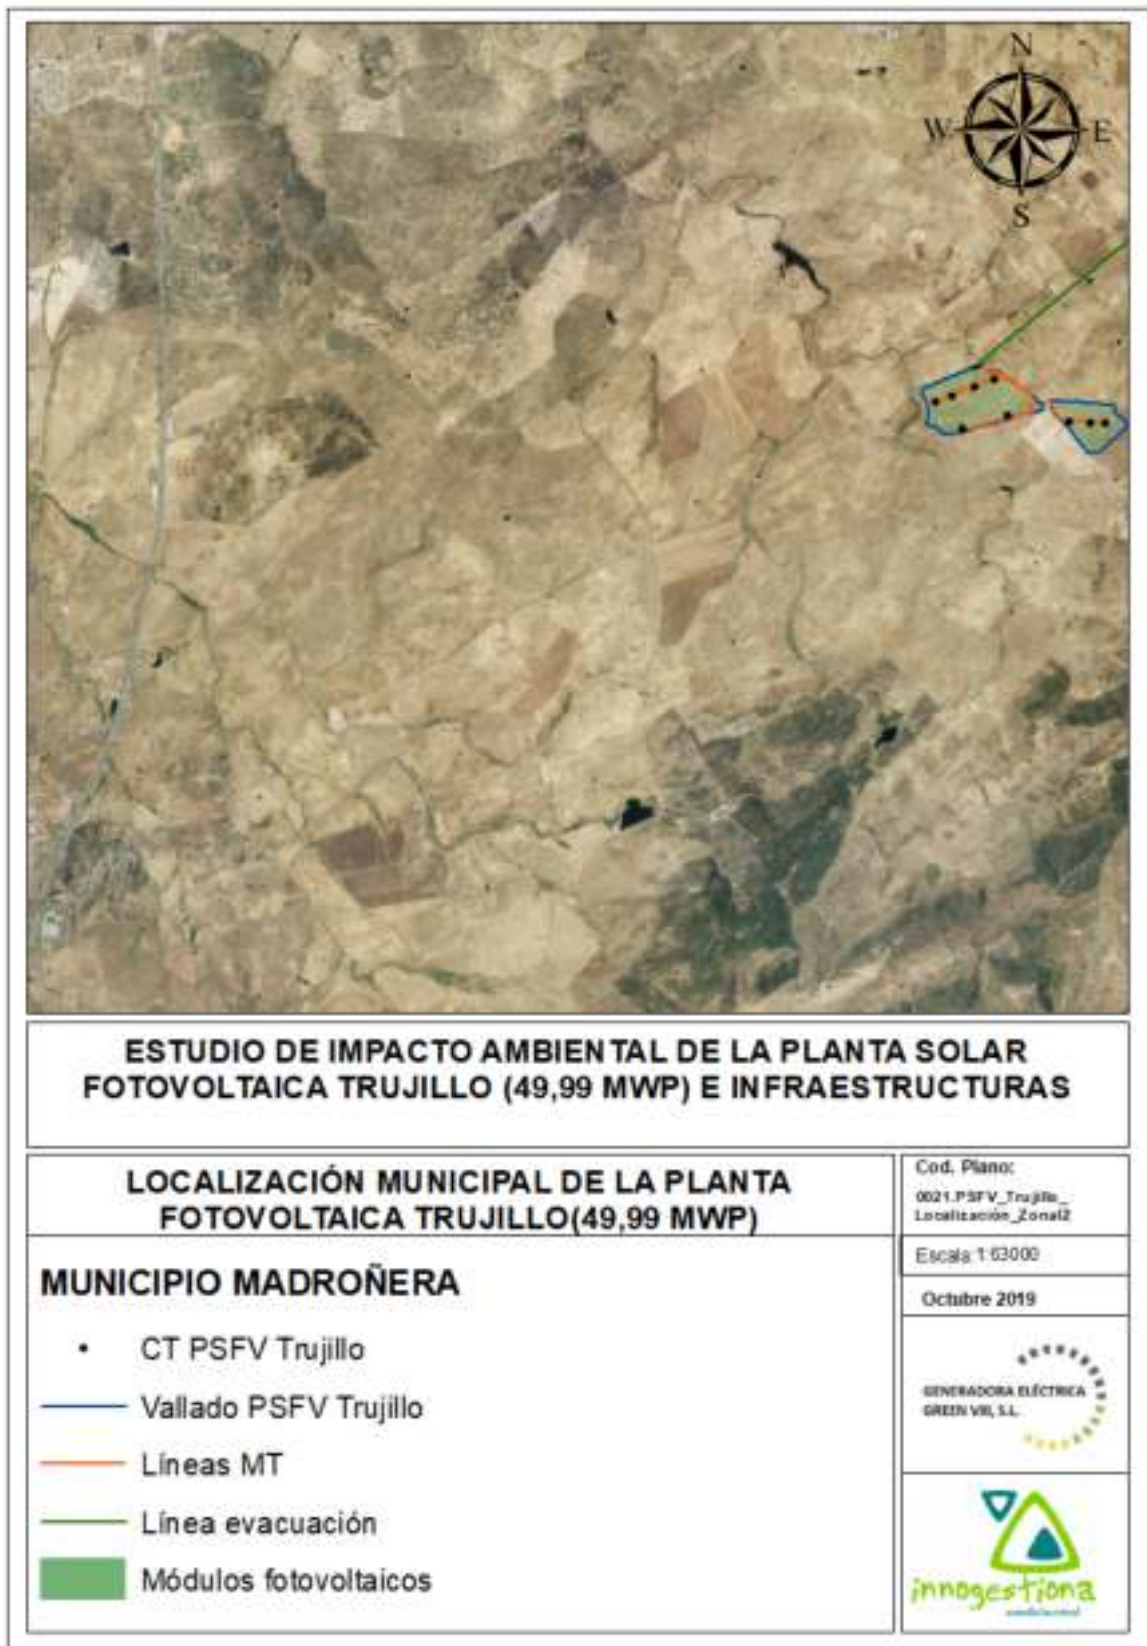 N
W E
S
ESTUDIO DE IMPACTO AMBIENTAL DE LA PLANTA SOLAR
FOTOVOLTAICA TRUJILLO (49,99 MWP) E INFRAESTRUCTURAS
LOCALIZACIÓN MUNICIPAL DE LA PLANTA
FOTOVOLTAICA TRUJILLO(49,99 MWP)
Cod. Plano:
0021.PSFV_Trujillo_
Localización_Zonal2
Escala:1:63000
Octubre 2019
MUNICIPIO MADROÑERA
CT PSFV Trujillo
Vallado PSFV Trujillo
Líneas MT
Línea evacuación
Módulos fotovoltaicos
GENERADORA ELÉCTRICA
GREEN VIII, S.L.
innogestiona